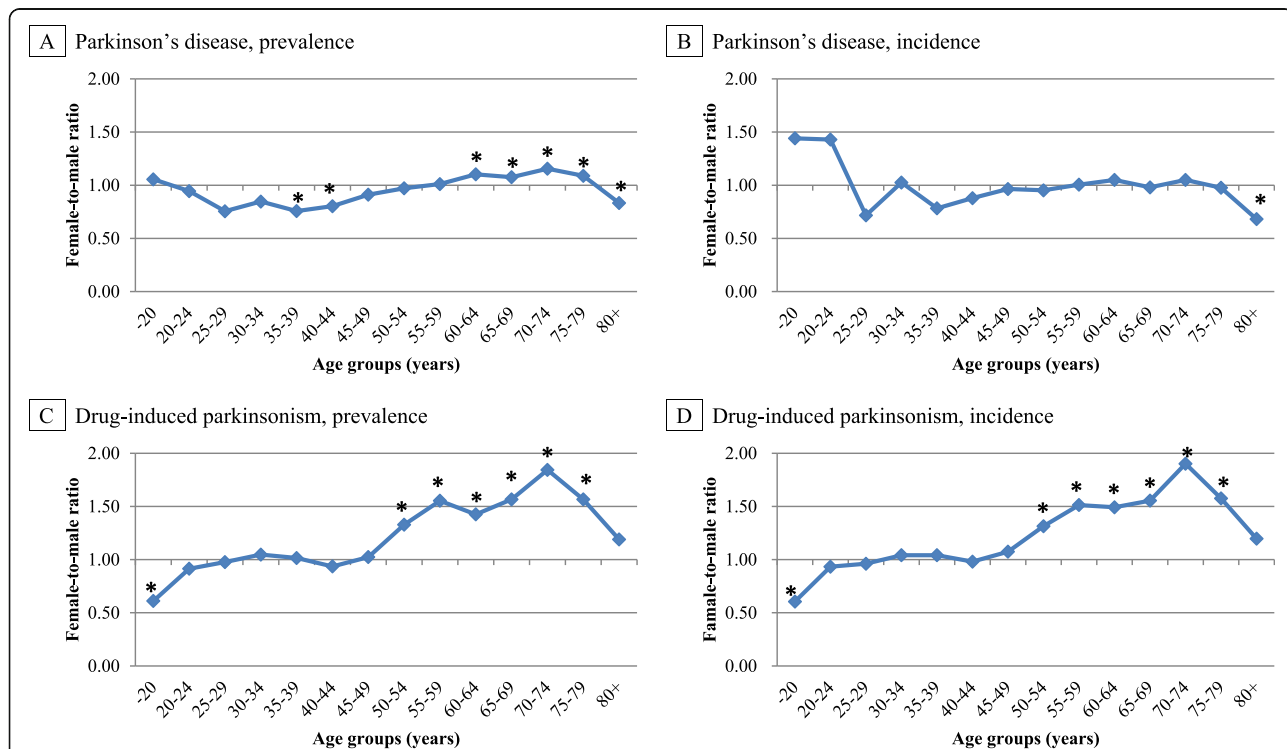 A Parkinson's disease, prevalence
2.00
1.50
1.00
0.50
0.00
Female-to-male ratio
* * * * * * *
-20 20-24 25-29 30-34 35-39 40-44 45-49 50-54 55-59 60-64 65-69 70-74 75-79 80+
Age groups (years)
B Parkinson's disease, incidence
2.00
1.50
1.00
0.50
0.00
Female-to-male ratio
*
-20 20-24 25-29 30-34 35-39 40-44 45-49 50-54 55-59 60-64 65-69 70-74 75-79 80+
Age groups (years)
C Drug-induced parkinsonism, prevalence
2.00
1.50
1.00
0.50
0.00
Female-to-male ratio
* * * * * * *
-20 20-24 25-29 30-34 35-39 40-44 45-49 50-54 55-59 60-64 65-69 70-74 75-79 80+
Age groups (years)
D Drug-induced parkinsonism, incidence
2.00
1.50
1.00
0.50
0.00
Famale-to-male ratio
* * * * * * *
-20 20-24 25-29 30-34 35-39 40-44 45-49 50-54 55-59 60-64 65-69 70-74 75-79 80+
Age groups (years)